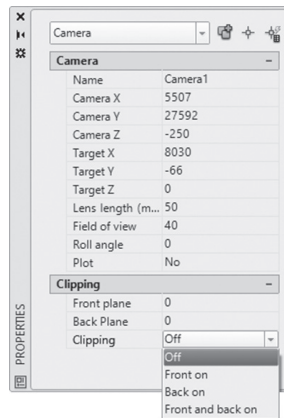 Camera
Camera
Name Camera1
Camera X 5507
Camera Y 27592
Camera Z -250
Target X 8030
Target Y -66
Target Z 0
Lens length (m... 50
Field of view 40
Roll angle 0
Plot No
Clipping
Front plane 0
Back Plane 0
Clipping Off
Off
Front on
Back on
Front and back on
PROPERTIES